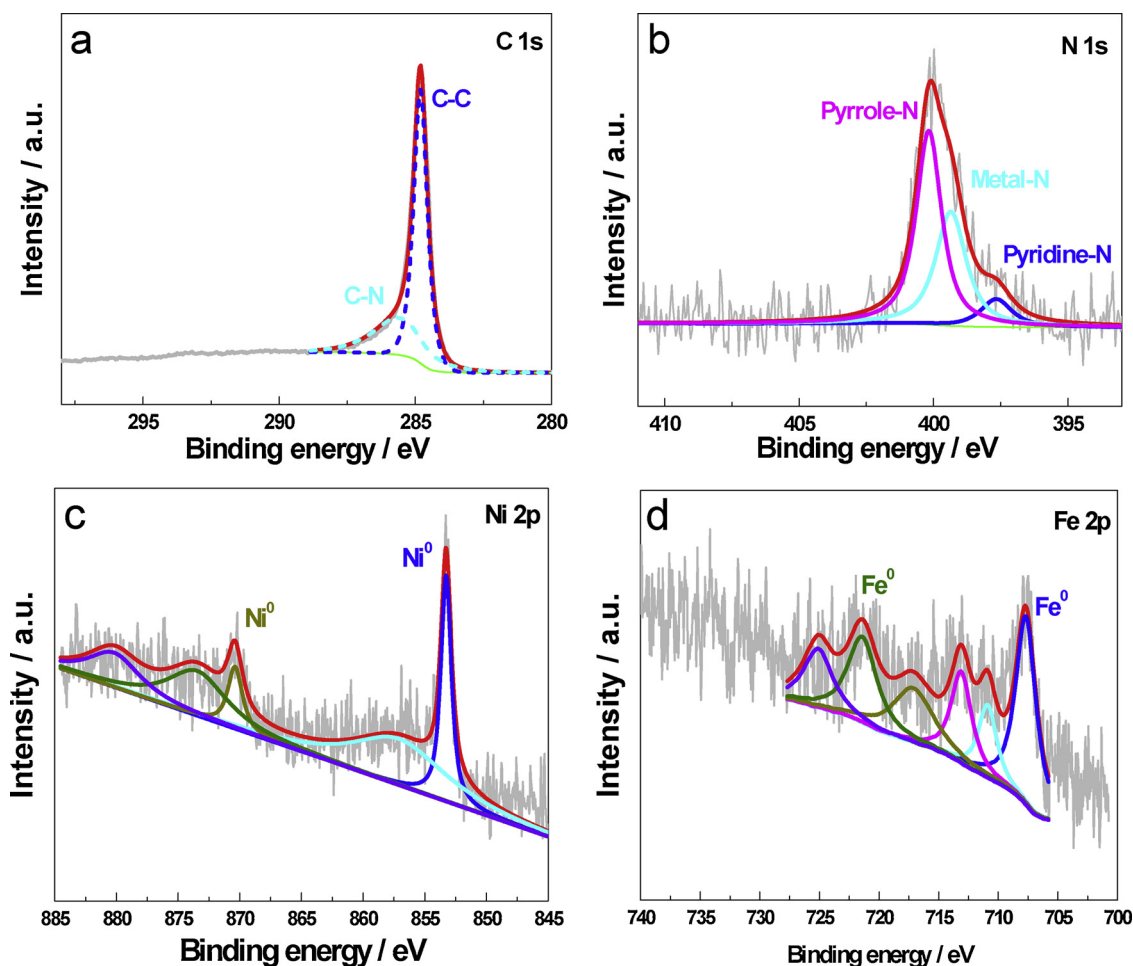 a
C 1s
C-C
C-N
Intensity / a.u.
295
290
285
280
Binding energy / eV
b
N 1s
Pyrrole-N
Metal-N
Pyridine-N
Intensity / a.u.
410
405
400
395
Binding energy / eV
c
Ni 2p
Ni⁰
Ni⁰
Intensity / a.u.
885
880
875
870
865
860
855
850
845
Binding energy / eV
d
Fe 2p
Fe⁰
Fe⁰
Intensity / a.u.
740
735
730
725
720
715
710
705
700
Binding energy / eV